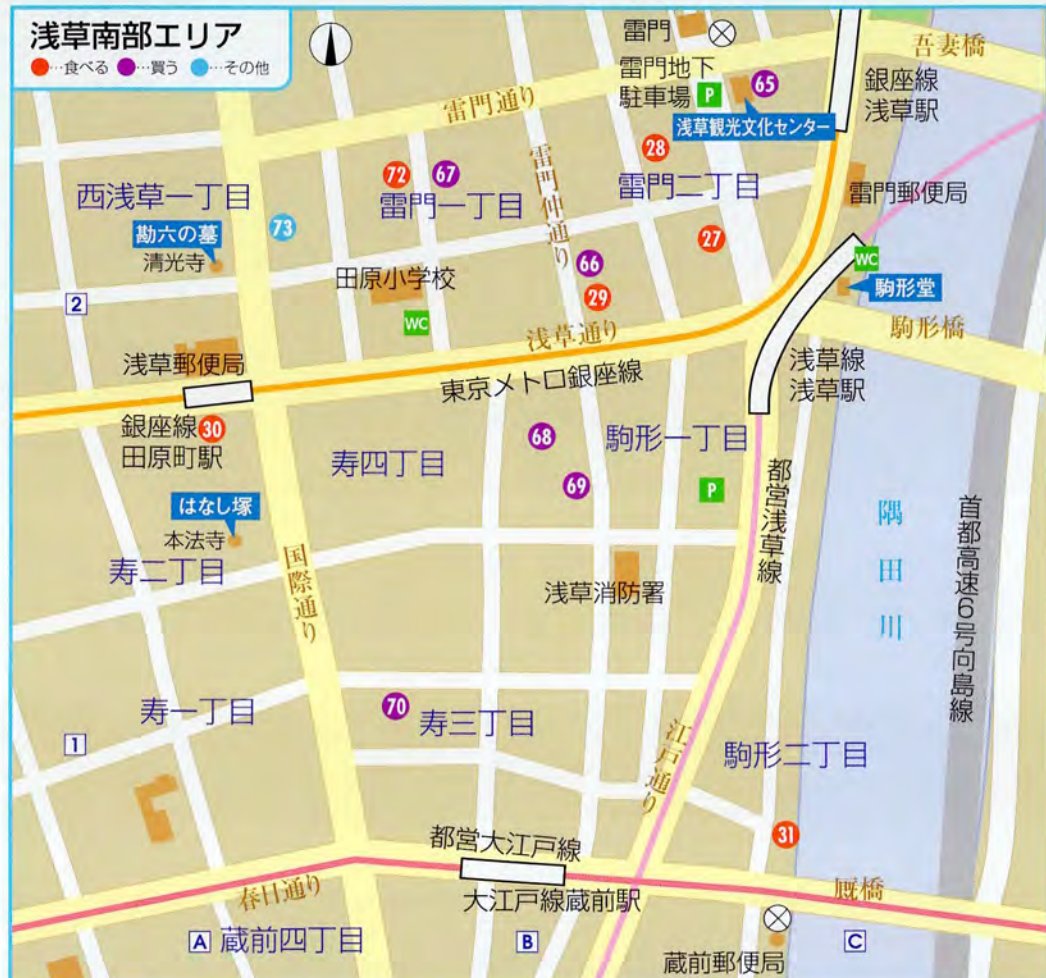 浅草南部エリア
●…食べる ●…買う ●…その他
雷門
雷門地下
駐車場
P
65
浅草観光文化センター
吾妻橋
銀座線
浅草駅
雷門通り
28
72
67
雷門仲通り
雷門二丁目
西浅草一丁目
雷門一丁目
雷門郵便局
勘六の墓
清光寺
73
27
66
WC
田原小学校
29
駒形堂
2
WC
浅草通り
駒形橋
浅草郵便局
東京メトロ銀座線
浅草線
浅草駅
銀座線
田原町駅
30
68
駒形一丁目
寿四丁目
69
P
都営浅草線
はなし塚
本法寺
隅田川
首都高速6号向島線
寿二丁目
国際通り
浅草消防署
寿一丁目
70
寿三丁目
1
江戸通り
駒形二丁目
31
都営大江戸線
春日通り
大江戸線蔵前駅
厩橋
A
蔵前四丁目
B
C
蔵前郵便局